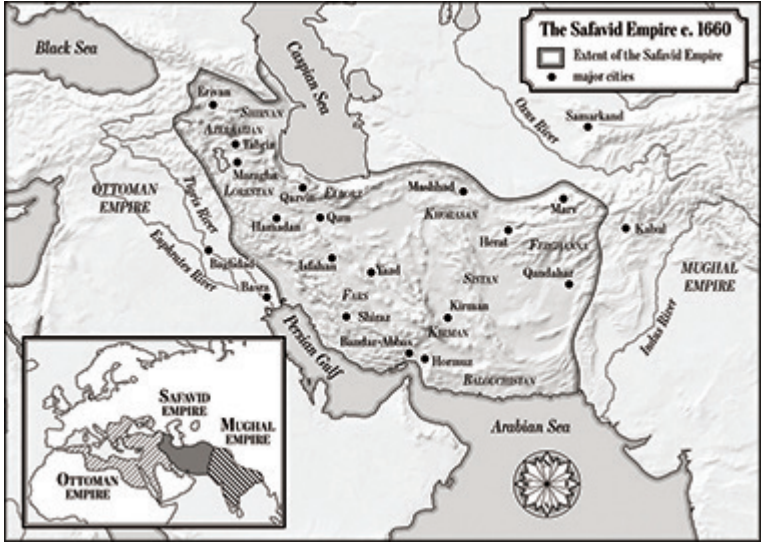 The Safavid Empire c. 1660
Extent of the Safavid Empire
major cities
Black Sea
Caspian Sea
Oxus River
Samarkand
Erivan
SHIRVAN
AZERBAIJAN
Tabgiz
Maragha
LORESTAN
Qazvin
ELBORZ
Mashhad
Marv
OTTOMAN
EMPIRE
Tigris River
Hamadan
Qum
KHORASAN
Herat
FERGHANNA
Kabul
Euphrates River
Baghdad
Isfahan
Yazd
SISTAN
Qandahar
MUGHAL
EMPIRE
Basra
FARS
Kirman
Shiraz
KIRMAN
Indus River
Persian Gulf
Bandar-Abbas
Hormuz
BALOUCHISTAN
Arabian Sea
SAFAVID
EMPIRE
MUGHAL
EMPIRE
OTTOMAN
EMPIRE